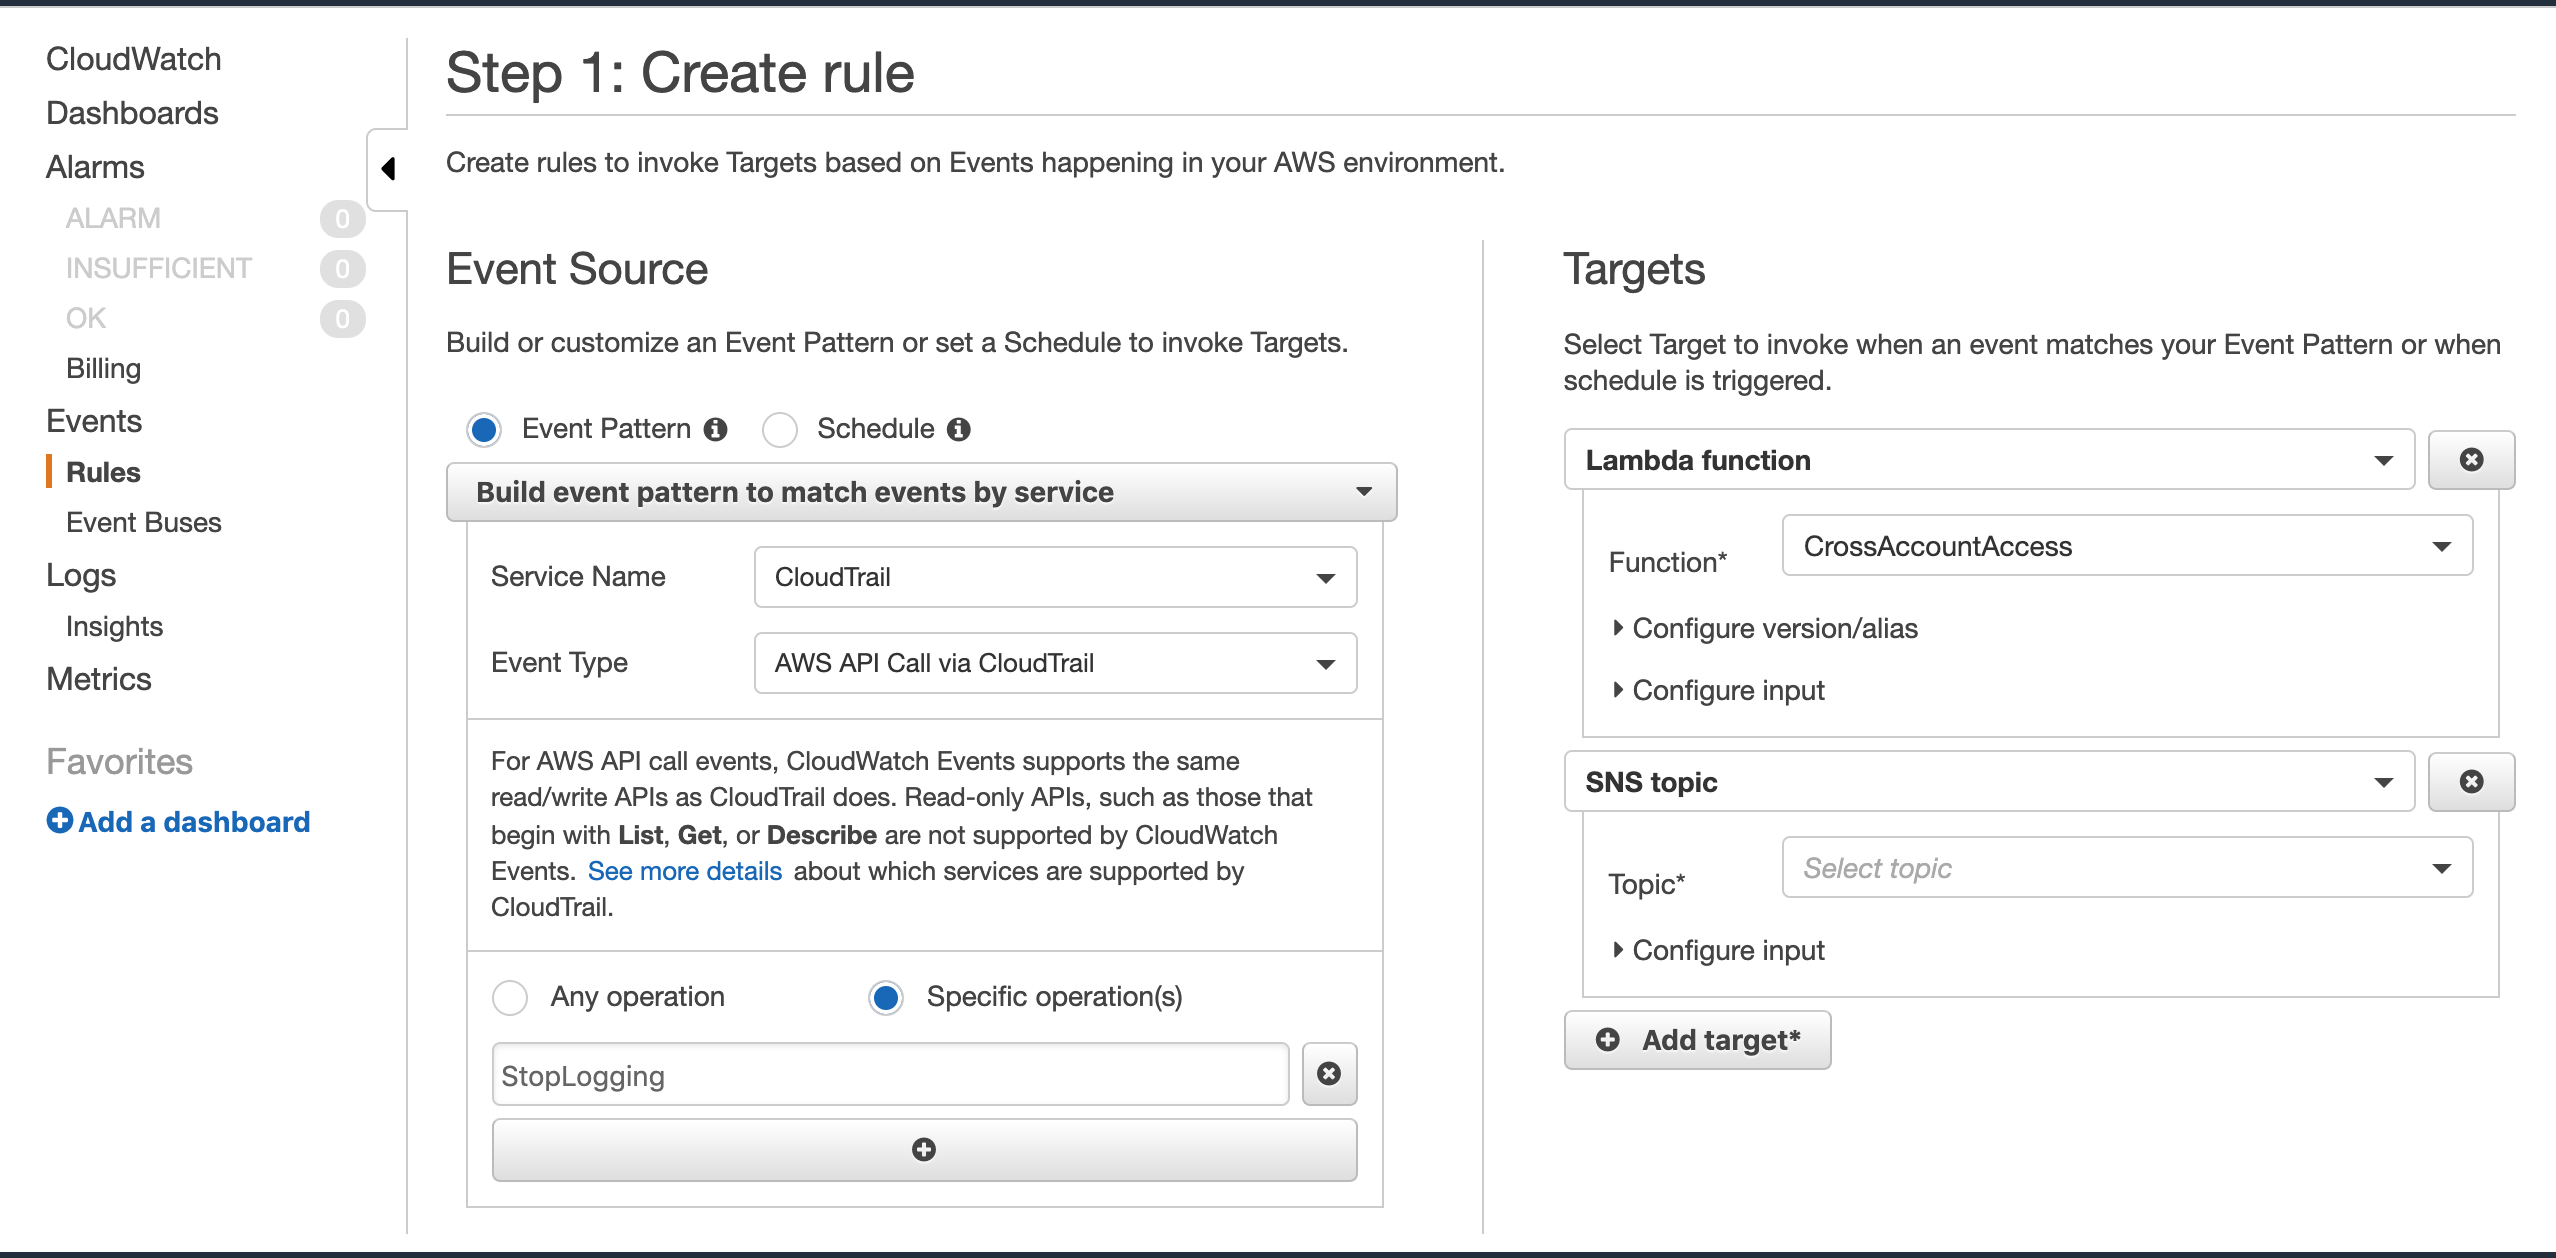 CloudWatch
Dashboards
Alarms
ALARM 0
INSUFFICIENT 0
OK 0
Billing
Events
Rules
Event Buses
Logs
Insights
Metrics
Favorites
Add a dashboard
Step 1: Create rule
Create rules to invoke Targets based on Events happening in your AWS environment.
Event Source
Build or customize an Event Pattern or set a Schedule to invoke Targets.
Event Pattern Schedule
Build event pattern to match events by service
Service Name CloudTrail
Event Type AWS API Call via CloudTrail
For AWS API call events, CloudWatch Events supports the same
read/write APIs as CloudTrail does. Read-only APIs, such as those that
begin with List, Get, or Describe are not supported by CloudWatch
Events. See more details about which services are supported by
CloudTrail.
Any operation Specific operation(s)
StopLogging
Targets
Select Target to invoke when an event matches your Event Pattern or when
schedule is triggered.
Lambda function
Function* CrossAccountAccess
Configure version/alias
Configure input
SNS topic
Topic* Select topic
Configure input
Add target*